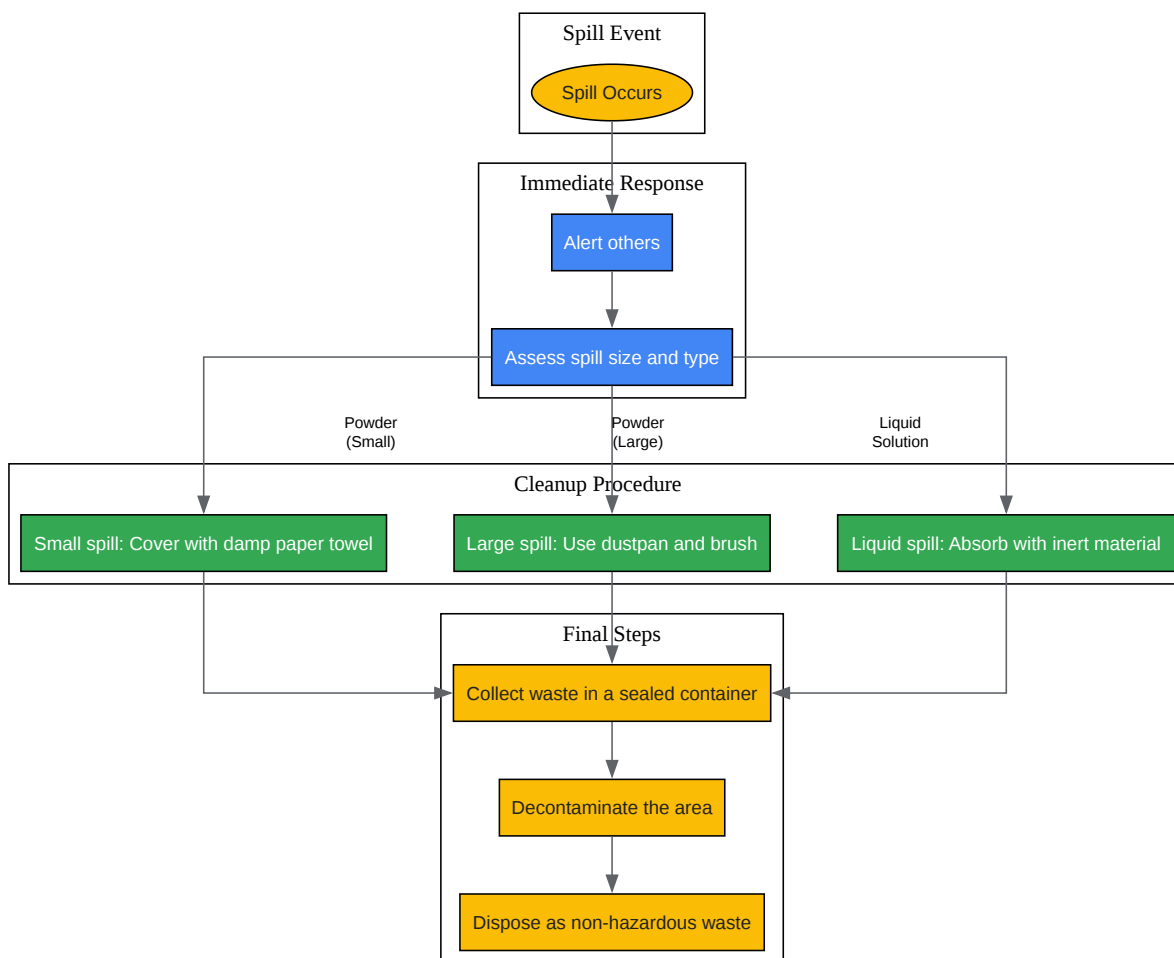 Spill Event
Spill Occurs
Immediate Response
Alert others
Assess spill size and type
Powder
(Small)
Powder
(Large)
Liquid
Solution
Cleanup Procedure
Small spill: Cover with damp paper towel
Large spill: Use dustpan and brush
Liquid spill: Absorb with inert material
Final Steps
Collect waste in a sealed container
Decontaminate the area
Dispose as non-hazardous waste